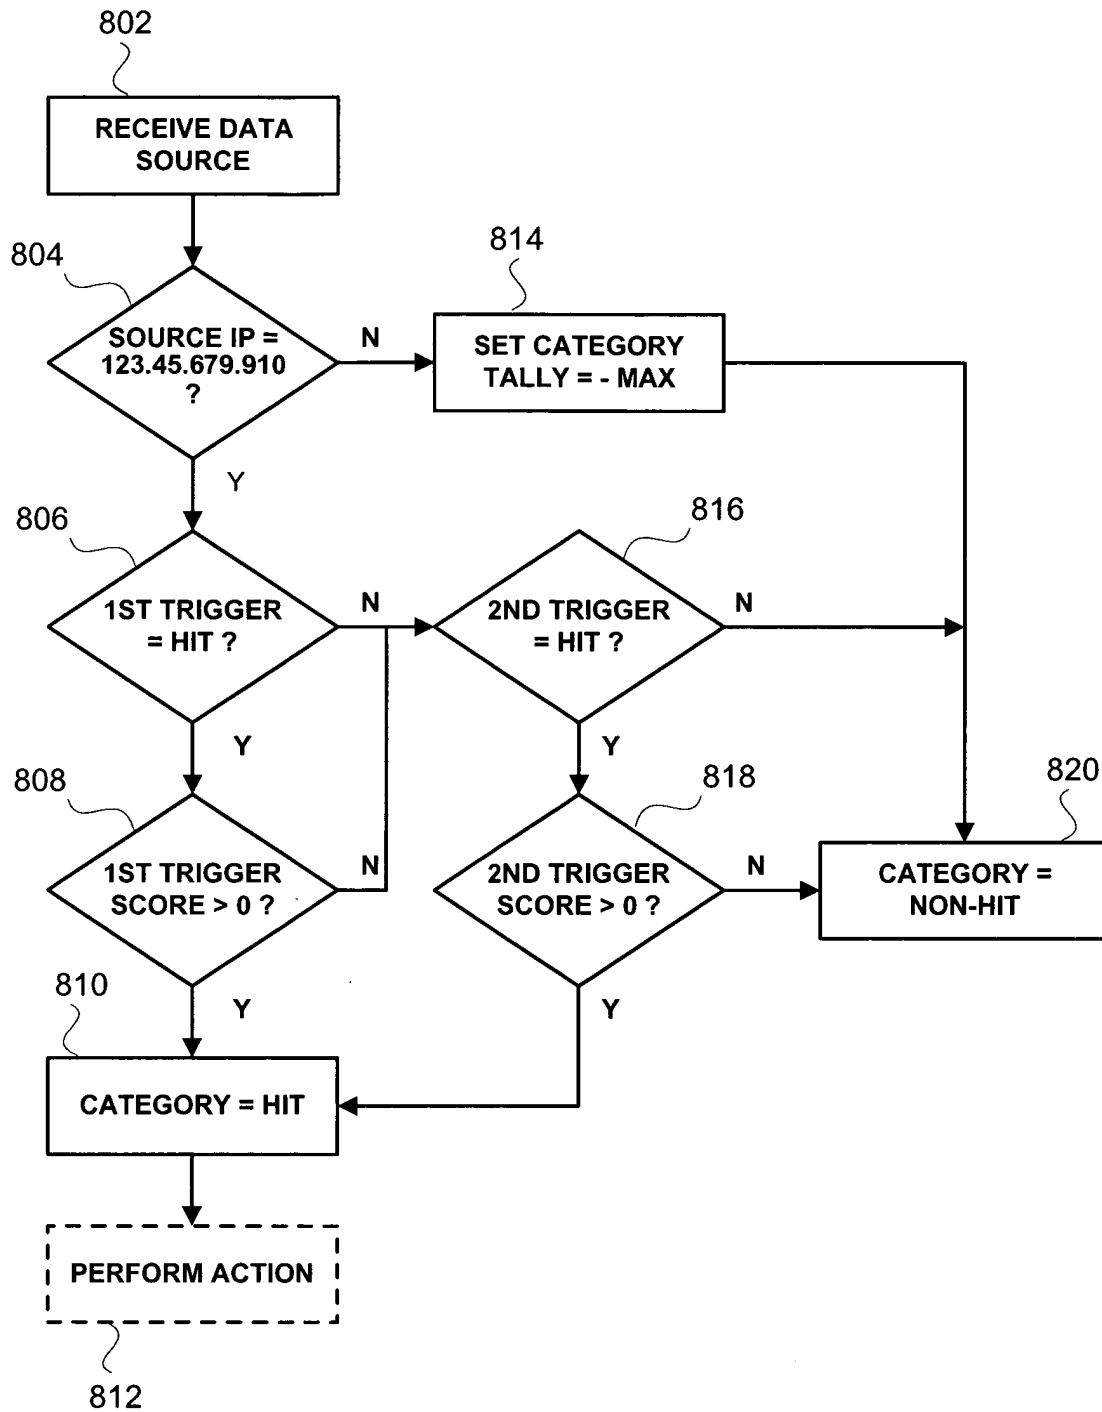 802
RECEIVE DATA
SOURCE
804
SOURCE IP =
123.45.679.910
?
N
814
SET CATEGORY
TALLY = - MAX
Y
806
1ST TRIGGER
= HIT ?
N
816
2ND TRIGGER
= HIT ?
N
Y
Y
808
1ST TRIGGER
SCORE > 0 ?
N
818
2ND TRIGGER
SCORE > 0 ?
N
820
CATEGORY =
NON-HIT
Y
Y
810
CATEGORY = HIT
PERFORM ACTION
812